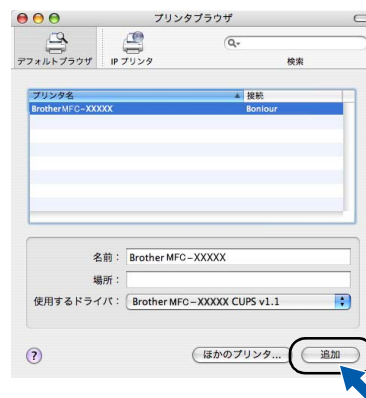 プリンタブラウザ
デフォルトブラウザ IP プリンタ 検索
プリンタ名 接続
BrotherMFC-XXXXX Bonjour
名前： Brother MFC-XXXXX
場所：
使用するドライバ： Brother MFC-XXXXX CUPS v1.1
? ほかのプリンタ... 追加